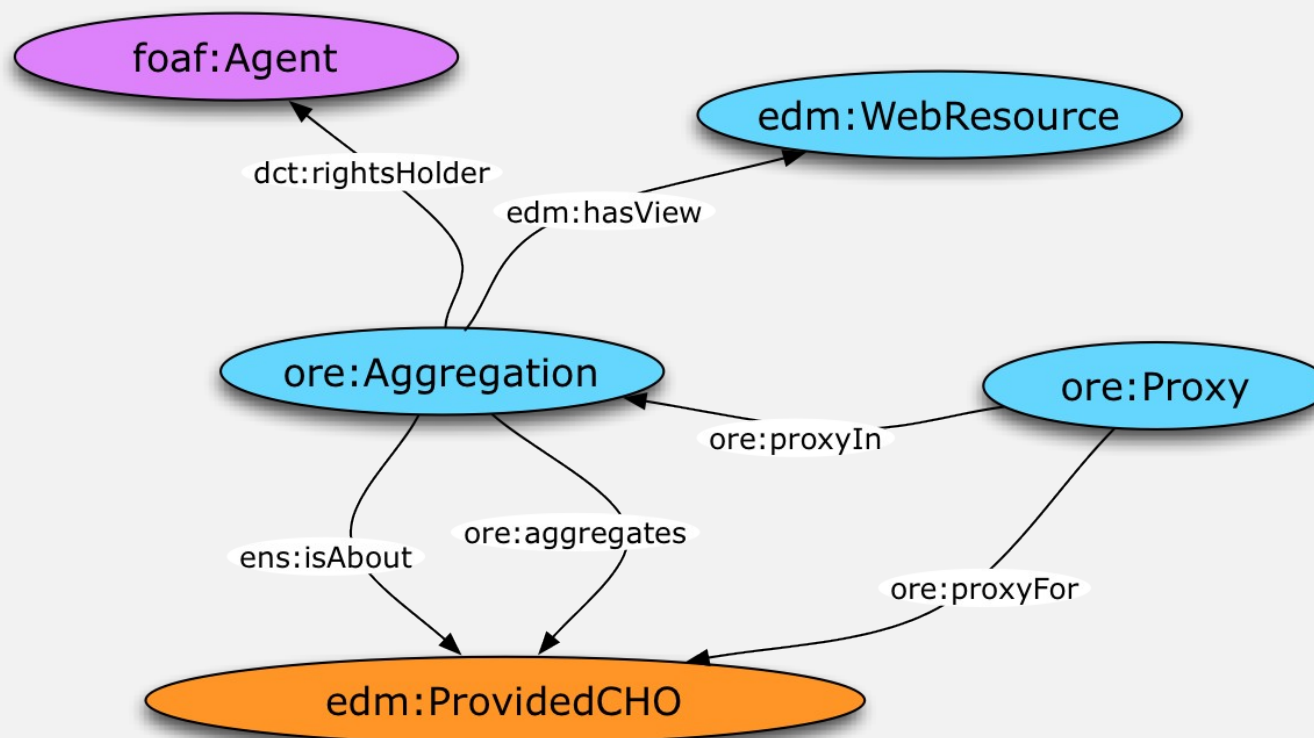 foaf:Agent
edm:WebResource
dct:rightsHolder
edm:hasView
ore:Aggregation
ore:Proxy
ore:proxyIn
ore:aggregates
ens:isAbout
ore:proxyFor
edm:ProvidedCHO